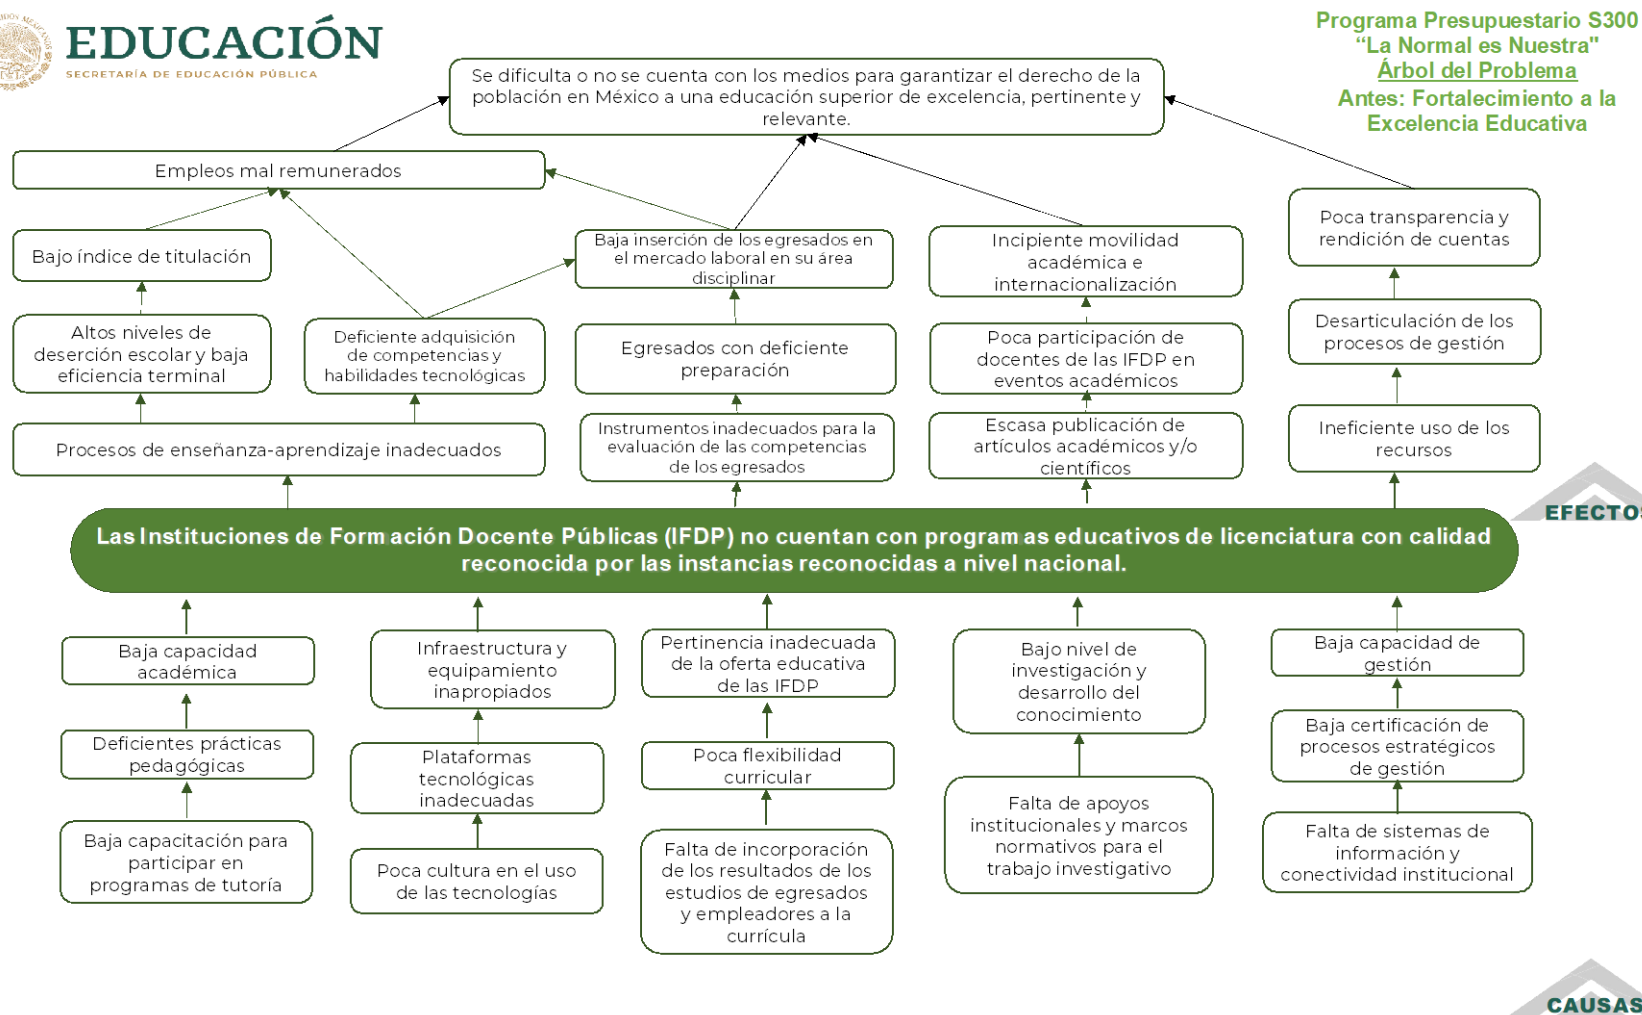 EDUCACIÓN
SECRETARÍA DE EDUCACIÓN PÚBLICA
Programa Presupuestario S300
“La Normal es Nuestra"
Árbol del Problema
Antes: Fortalecimiento a la
Excelencia Educativa
Se dificulta o no se cuenta con los medios para garantizar el derecho de la
población en México a una educación superior de excelencia, pertinente y
relevante.
Empleos mal remunerados
Bajo índice de titulación
Baja inserción de los egresados en
el mercado laboral en su área
disciplinar
Incipiente movilidad
académica e
internacionalización
Poca transparencia y
rendición de cuentas
Altos niveles de
deserción escolar y baja
eficiencia terminal
Deficiente adquisición
de competencias y
habilidades tecnológicas
Egresados con deficiente
preparación
Poca participación de
docentes de las IFDP en
eventos académicos
Desarticulación de los
procesos de gestión
Procesos de enseñanza-aprendizaje inadecuados
Instrumentos inadecuados para la
evaluación de las competencias
de los egresados
Escasa publicación de
artículos académicos y/o
científicos
Ineficiente uso de los
recursos
EFECTOS
Las Instituciones de Formación Docente Públicas (IFDP) no cuentan con programas educativos de licenciatura con calidad
reconocida por las instancias reconocidas a nivel nacional.
Baja capacidad
académica
Infraestructura y
equipamiento
inapropiados
Pertinencia inadecuada
de la oferta educativa
de las IFDP
Bajo nivel de
investigación y
desarrollo del
conocimiento
Baja capacidad de
gestión
Deficientes prácticas
pedagógicas
Plataformas
tecnológicas
inadecuadas
Poca flexibilidad
curricular
Falta de apoyos
institucionales y marcos
normativos para el
trabajo investigativo
Baja certificación de
procesos estratégicos
de gestión
Baja capacitación para
participar en
programas de tutoría
Poca cultura en el uso
de las tecnologías
Falta de incorporación
de los resultados de los
estudios de egresados
y empleadores a la
currícula
Falta de sistemas de
información y
conectividad institucional
CAUSAS